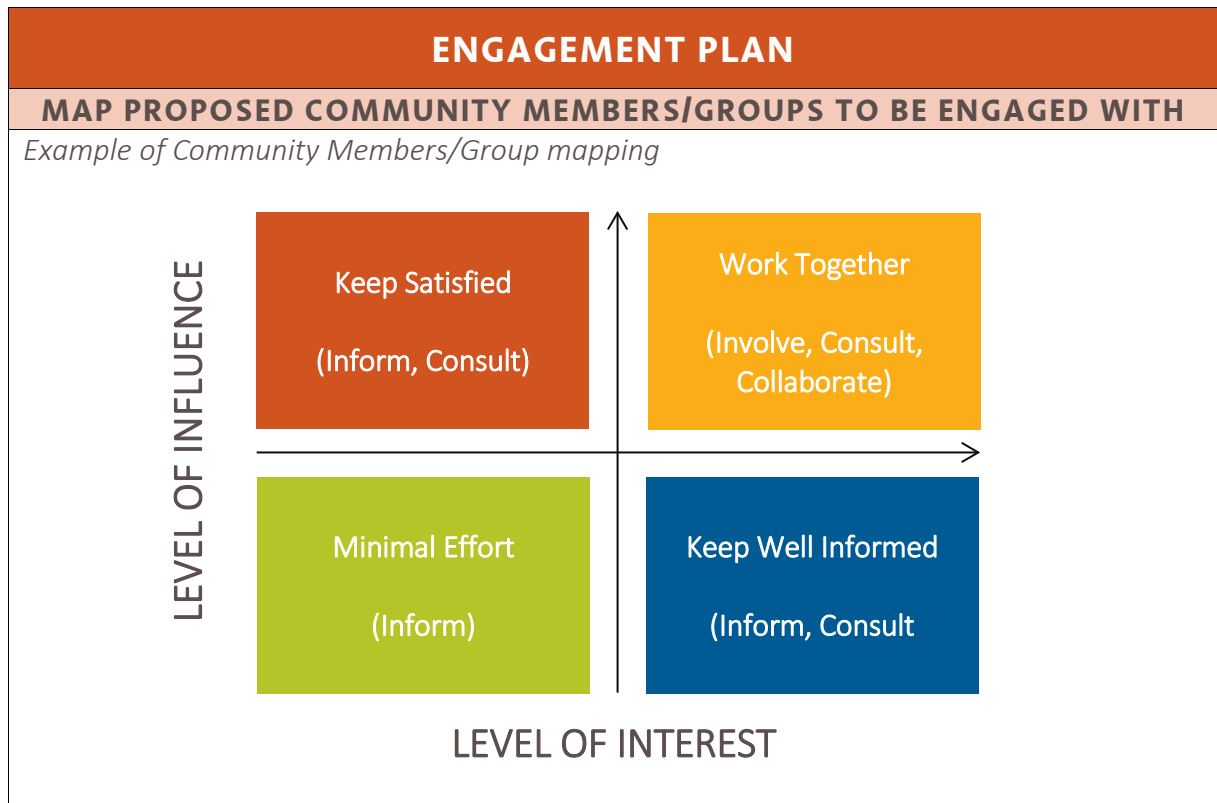 ENGAGEMENT PLAN
MAP PROPOSED COMMUNITY MEMBERS/GROUPS TO BE ENGAGED WITH
Example of Community Members/Group mapping
LEVEL OF INFLUENCE
Keep Satisfied
(Inform, Consult)
Work Together
(Involve, Consult,
Collaborate)
Minimal Effort
(Inform)
Keep Well Informed
(Inform, Consult
LEVEL OF INTEREST